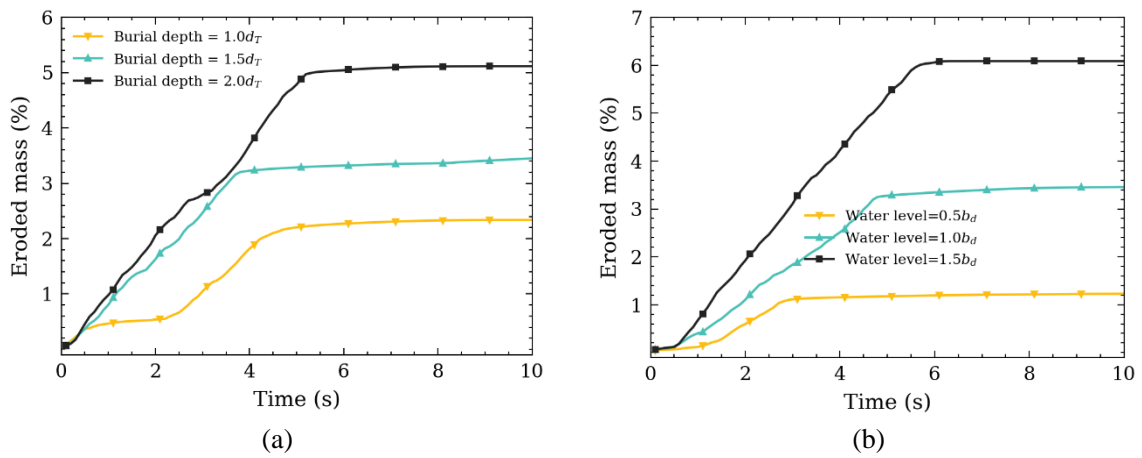 6
5
4
3
2
1
Eroded mass (%)
Burial depth = 1.0d_T
Burial depth = 1.5d_T
Burial depth = 2.0d_T
0 2 4 6 8 10
Time (s)
(a)
7
6
5
4
3
2
1
Eroded mass (%)
Water level=0.5b_d
Water level=1.0b_d
Water level=1.5b_d
0 2 4 6 8 10
Time (s)
(b)